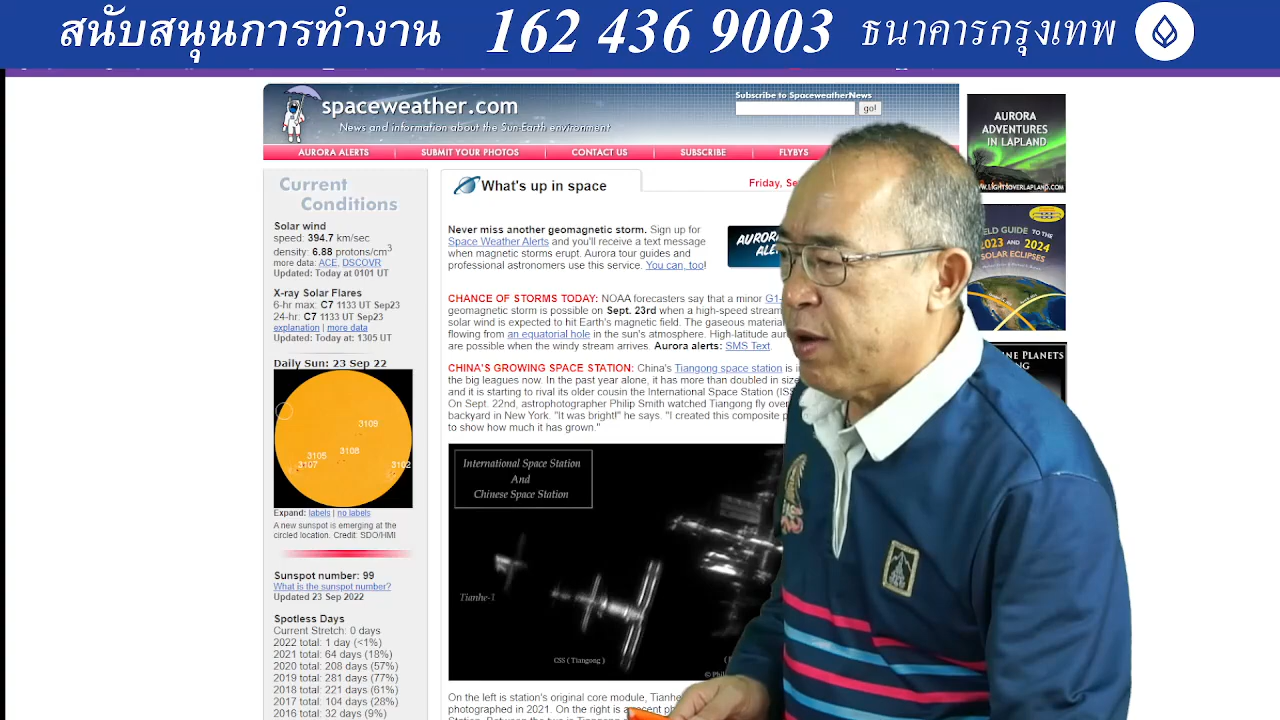 สนับสนุนการทำงาน 162 436 9003 ธนาคารกรุงเทพ
spaceweather.com
News and information about the Sun-Earth environment
Subscribe to SpaceweatherNews
go!
AURORA ALERTS | SUBMIT YOUR PHOTOS | CONTACT US | SUBSCRIBE | FLYBYS
Current
Conditions
Solar wind
speed: 394.7 km/sec
density: 6.88 protons/cm3
more data: ACE, DSCOVR
Updated: Today at 0101 UT
X-ray Solar Flares
6-hr max: C7 1133 UT Sep23
24-hr: C7 1133 UT Sep23
explanation | more data
Updated: Today at: 1305 UT
Daily Sun: 23 Sep 22
3109
3108
3105
3107
3102
Expand: labels | no labels
A new sunspot is emerging at the
circled location. Credit: SDO/HMI
Sunspot number: 99
What is the sunspot number?
Updated 23 Sep 2022
Spotless Days
Current Stretch: 0 days
2022 total: 1 day (<1%)
2021 total: 64 days (18%)
2020 total: 208 days (57%)
2019 total: 281 days (77%)
2018 total: 221 days (61%)
2017 total: 104 days (28%)
2016 total: 32 days (9%)
What's up in space
Friday,
Never miss another geomagnetic storm. Sign up for
Space Weather Alerts and you'll receive a text message
when magnetic storms erupt. Aurora tour guides and
professional astronomers use this service. You can, too!
CHANCE OF STORMS TODAY: NOAA forecasters say that a minor G1-
geomagnetic storm is possible on Sept. 23rd when a high-speed stream
solar wind is expected to hit Earth's magnetic field. The gaseous material
flowing from an equatorial hole in the sun's atmosphere. High-latitude
are possible when the windy stream arrives. Aurora alerts: SMS Text.
CHINA'S GROWING SPACE STATION: China's Tiangong space station is
the big leagues now. In the past year alone, it has more than doubled in size
and it is starting to rival its older cousin the International Space Station
On Sept. 22nd, astrophotographer Philip Smith watched Tiangong fly over
backyard in New York. "It was bright!" he says. "I created this composite
to show how much it has grown."
International Space Station
And
Chinese Space Station
Tianhe-1
CSS ( Tiangong )
On the left is station's original core module,
photographed in 2021. On the right is a
AURORA
ADVENTURES
IN LAPLAND
WWW.LIGHTSOVERLAPLAND.COM
GUIDE TO THE
2023 AND 2024
SOLAR ECLIPSES
PLANETS